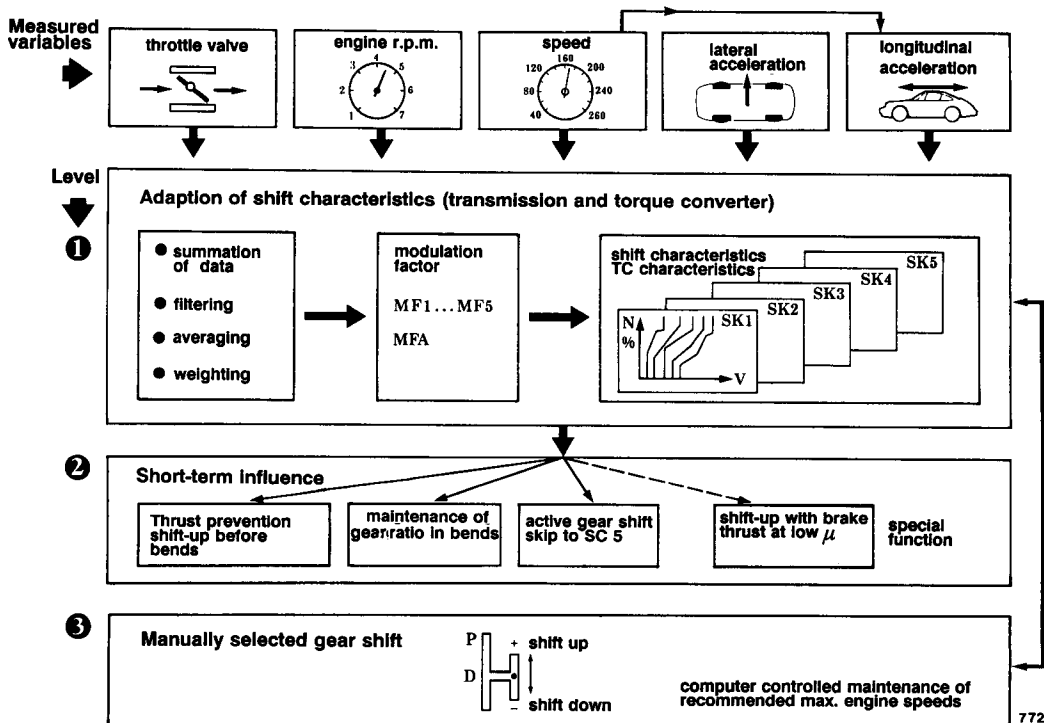 Measured
variables
throttle valve
engine r.p.m.
1 2 3 4 5 6 7
speed
40 80 120 160 200 240 260
lateral
acceleration
longitudinal
acceleration
Level
1
Adaption of shift characteristics (transmission and torque converter)
summation
of data
filtering
averaging
weighting
modulation
factor
MF1...MF5
MFA
shift characteristics
TC characteristics
SK5
SK4
SK3
SK2
SK1
N
%
V
2
Short-term influence
Thrust prevention
shift-up before
bends
maintenance of
gear ratio in bends
active gear shift
skip to SC 5
shift-up with brake
thrust at low μ
special
function
3
Manually selected gear shift
P
D
+ shift up
– shift down
computer controlled maintenance of
recommended max. engine speeds
772